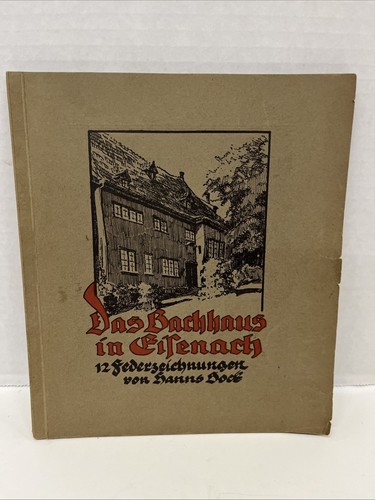 Das Bachhaus
in Eisenach
12 Federzeichnungen
von Hanns Bock